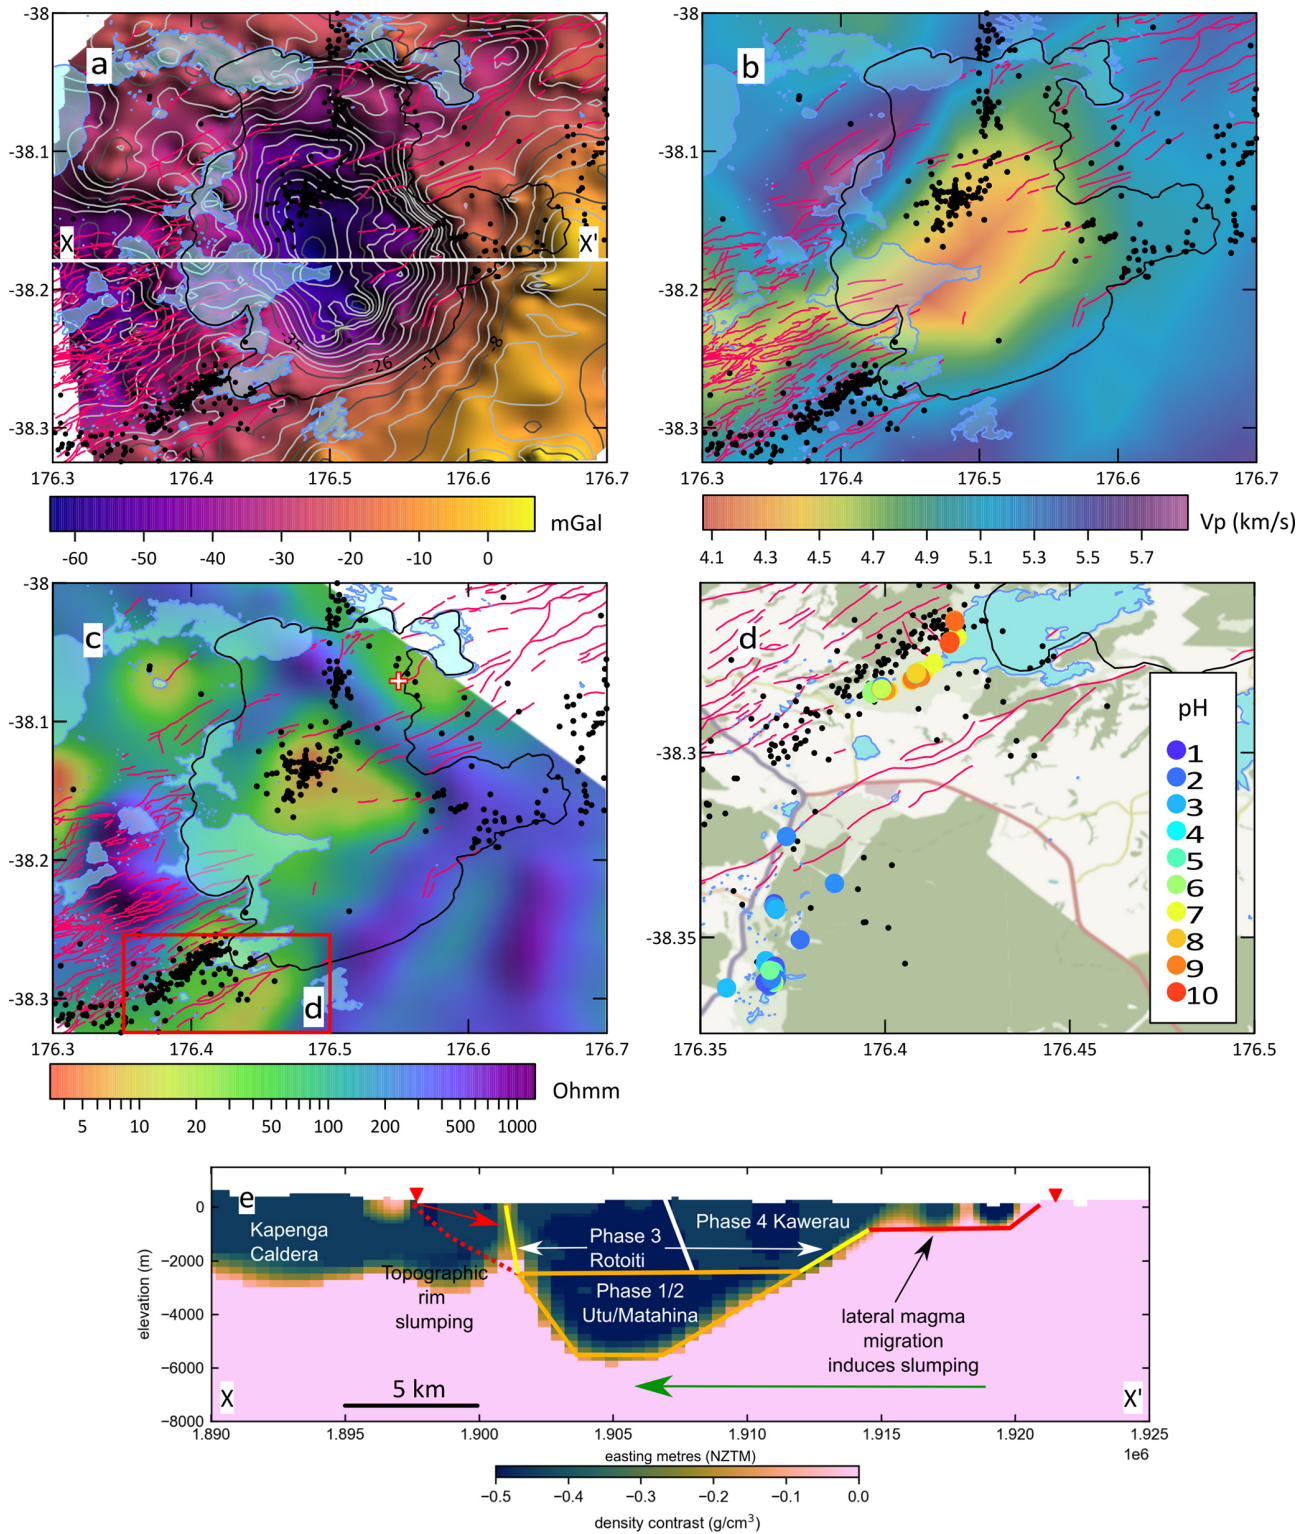 -38
a
-38.1
X
X'
-38.2
-35
-26
-17
-8
-38.3
176.3
176.4
176.5
176.6
176.7
mGal
-60
-50
-40
-30
-20
-10
0
-38
b
-38.1
-38.2
-38.3
176.3
176.4
176.5
176.6
176.7
Vp (km/s)
4.1
4.3
4.5
4.7
4.9
5.1
5.3
5.5
5.7
-38
c
-38.1
-38.2
-38.3
d
176.3
176.4
176.5
176.6
176.7
Ohmm
5
10
20
50
100
200
500
1000
d
-38.3
-38.35
pH
1
2
3
4
5
6
7
8
9
10
176.35
176.4
176.45
176.5
e
Kapenga
Caldera
Topographic
rim
slumping
Phase 3
Rotoiti
Phase 4 Kawerau
Phase 1/2
Utu/Matahina
lateral magma
migration
induces slumping
5 km
X
X'
elevation (m)
0
−2000
−4000
−6000
−8000
1.890
1.895
1.900
1.905
1.910
1.915
1.920
1.925
easting metres (NZTM)
1e6
−0.5
−0.4
−0.3
−0.2
−0.1
0.0
density contrast (g/cm³)